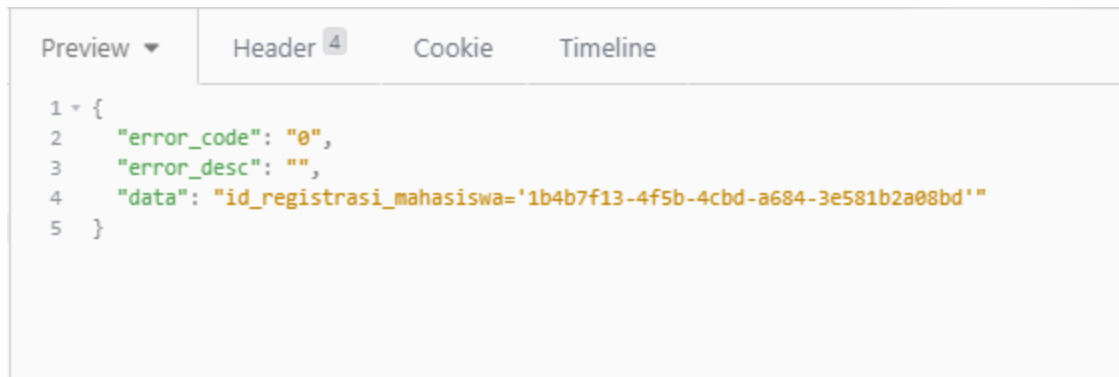 Preview Header 4 Cookie Timeline
1 {
2 "error_code": "0",
3 "error_desc": "",
4 "data": "id_registrasi_mahasiswa='1b4b7f13-4f5b-4cbd-a684-3e581b2a08bd'"
5 }